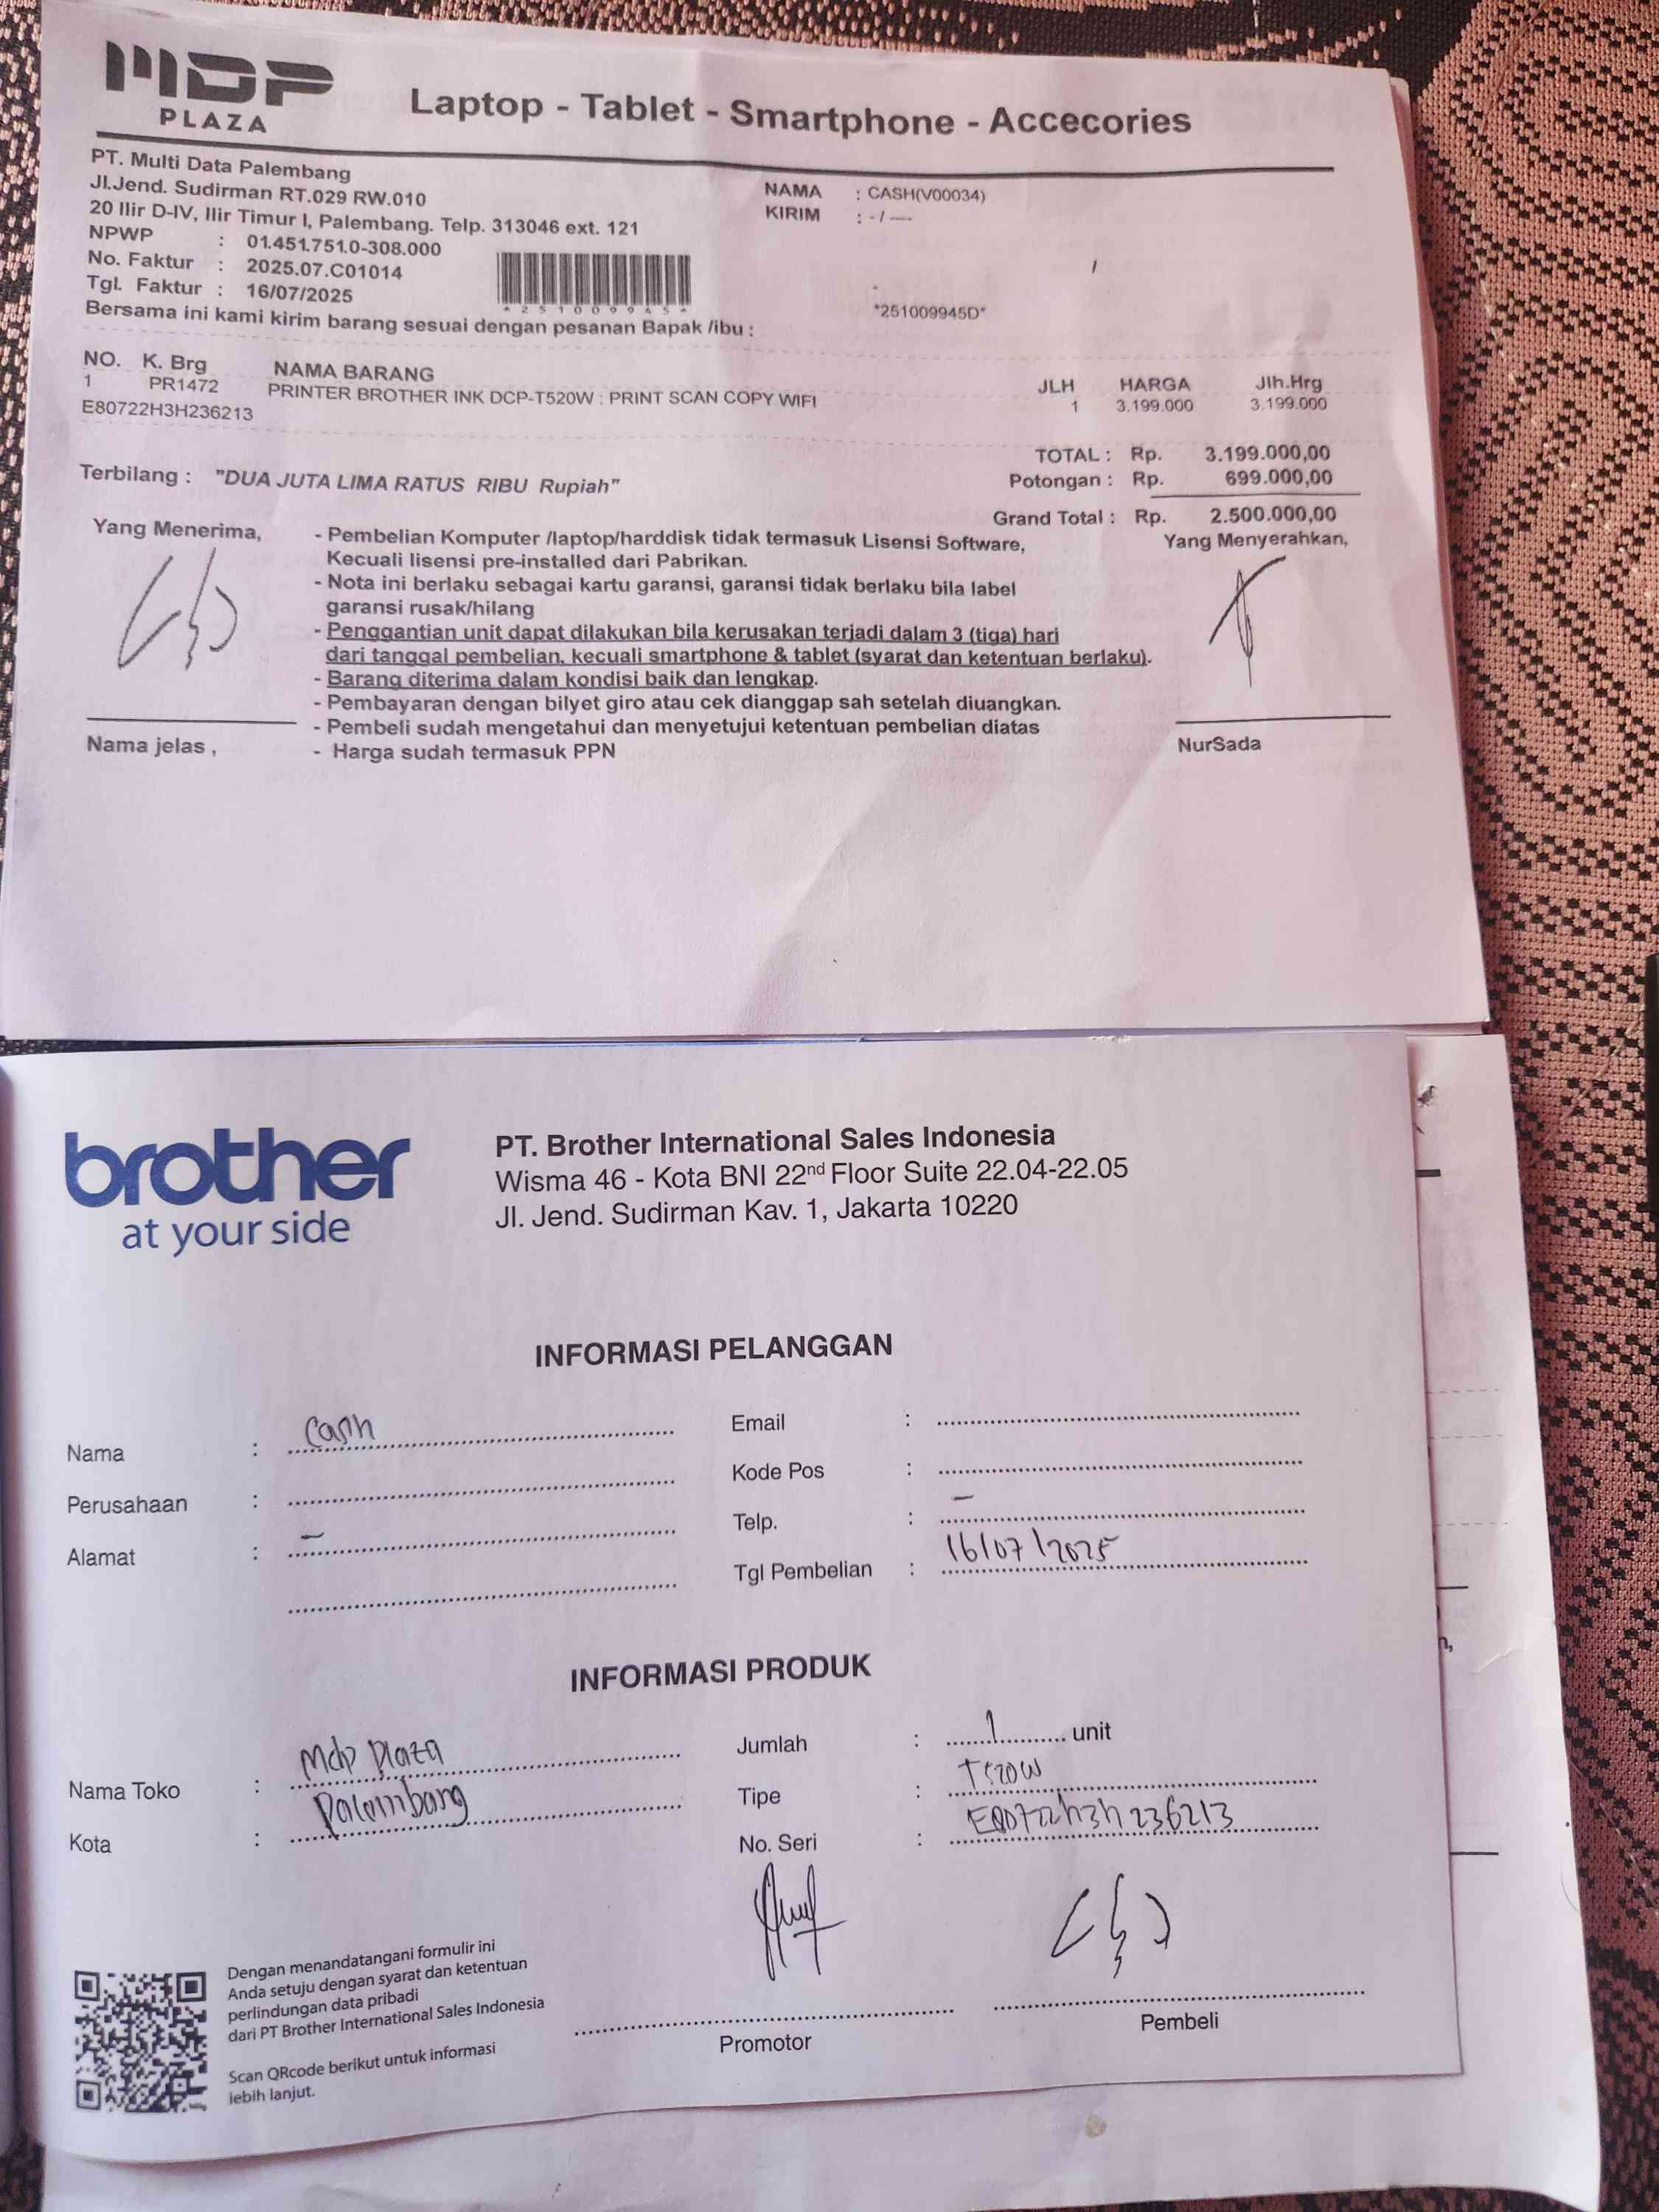 MDP
PLAZA
Laptop - Tablet - Smartphone - Accecories
PT. Multi Data Palembang
Jl.Jend. Sudirman RT.029 RW.010
20 Ilir D-IV, Ilir Timur I, Palembang. Telp. 313046 ext. 121
NPWP : 01.451.751.0-308.000
No. Faktur : 2025.07.C01014
Tgl. Faktur : 16/07/2025
NAMA : CASH(V00034)
KIRIM : - / ---
*251009945*
*251009945D*
Bersama ini kami kirim barang sesuai dengan pesanan Bapak /ibu :
NO. K. Brg NAMA BARANG JLH HARGA Jlh.Hrg
1 PR1472 PRINTER BROTHER INK DCP-T520W : PRINT SCAN COPY WIFI 1 3.199.000 3.199.000
E80722H3H236213
TOTAL : Rp. 3.199.000,00
Terbilang : "DUA JUTA LIMA RATUS RIBU Rupiah" Potongan : Rp. 699.000,00
Grand Total : Rp. 2.500.000,00
Yang Menerima,
Yang Menyerahkan,
- Pembelian Komputer /laptop/harddisk tidak termasuk Lisensi Software,
Kecuali lisensi pre-installed dari Pabrikan.
- Nota ini berlaku sebagai kartu garansi, garansi tidak berlaku bila label
garansi rusak/hilang
- Penggantian unit dapat dilakukan bila kerusakan terjadi dalam 3 (tiga) hari
dari tanggal pembelian, kecuali smartphone & tablet (syarat dan ketentuan berlaku).
- Barang diterima dalam kondisi baik dan lengkap.
- Pembayaran dengan bilyet giro atau cek dianggap sah setelah diuangkan.
- Pembeli sudah mengetahui dan menyetujui ketentuan pembelian diatas
- Harga sudah termasuk PPN
Nama jelas ,
NurSada
brother
at your side
PT. Brother International Sales Indonesia
Wisma 46 - Kota BNI 22nd Floor Suite 22.04-22.05
Jl. Jend. Sudirman Kav. 1, Jakarta 10220
INFORMASI PELANGGAN
Nama : Cash
Perusahaan :
Alamat : -
Email :
Kode Pos :
Telp. : -
Tgl Pembelian : 16/07/2025
INFORMASI PRODUK
Nama Toko : Mdp Plaza
Kota : Palembang
Jumlah : 1 unit
Tipe : T520W
No. Seri : E80722h3h236213
Dengan menandatangani formulir ini
Anda setuju dengan syarat dan ketentuan
perlindungan data pribadi
dari PT Brother International Sales Indonesia
Scan QRcode berikut untuk informasi
lebih lanjut.
Promotor
Pembeli